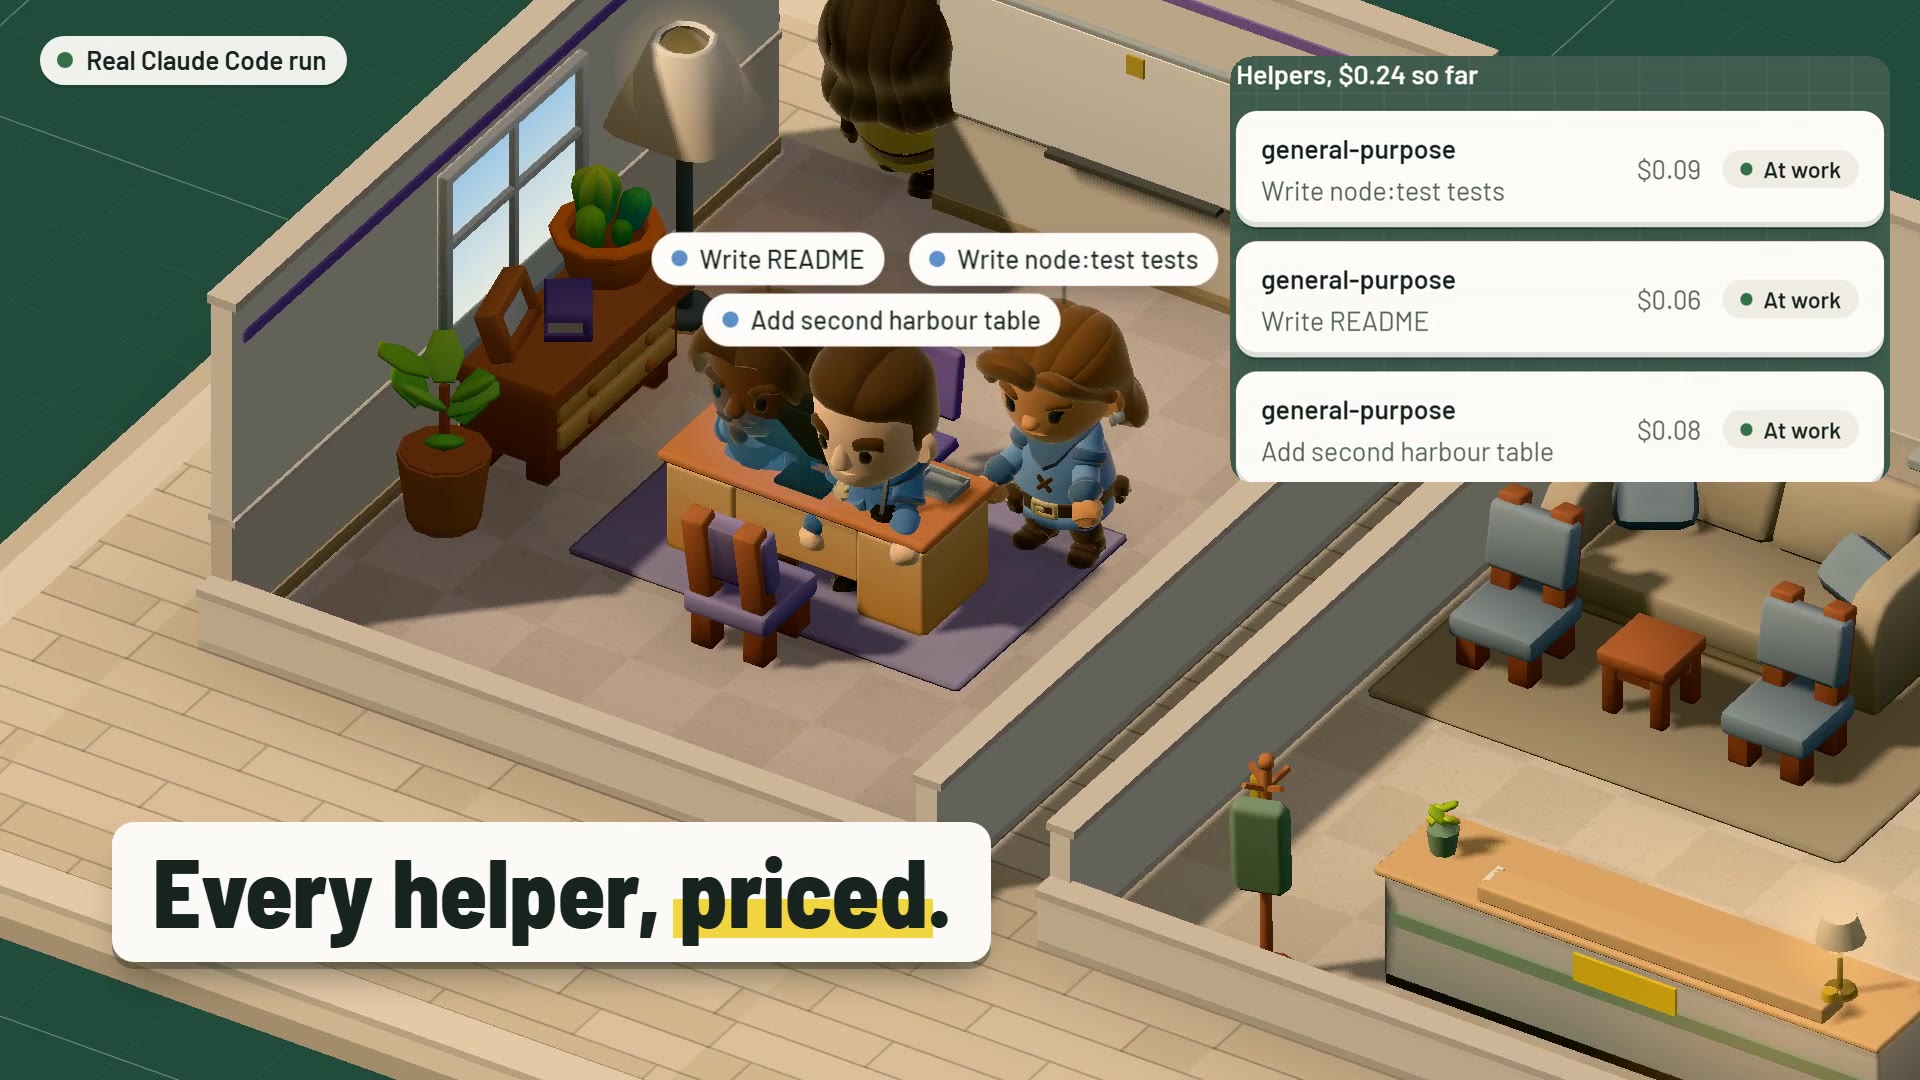 Real Claude Code run
Helpers, $0.24 so far
general-purpose
Write node:test tests
$0.09
At work
general-purpose
Write README
$0.06
At work
general-purpose
Add second harbour table
$0.08
At work
Write README
Write node:test tests
Add second harbour table
Every helper, priced.